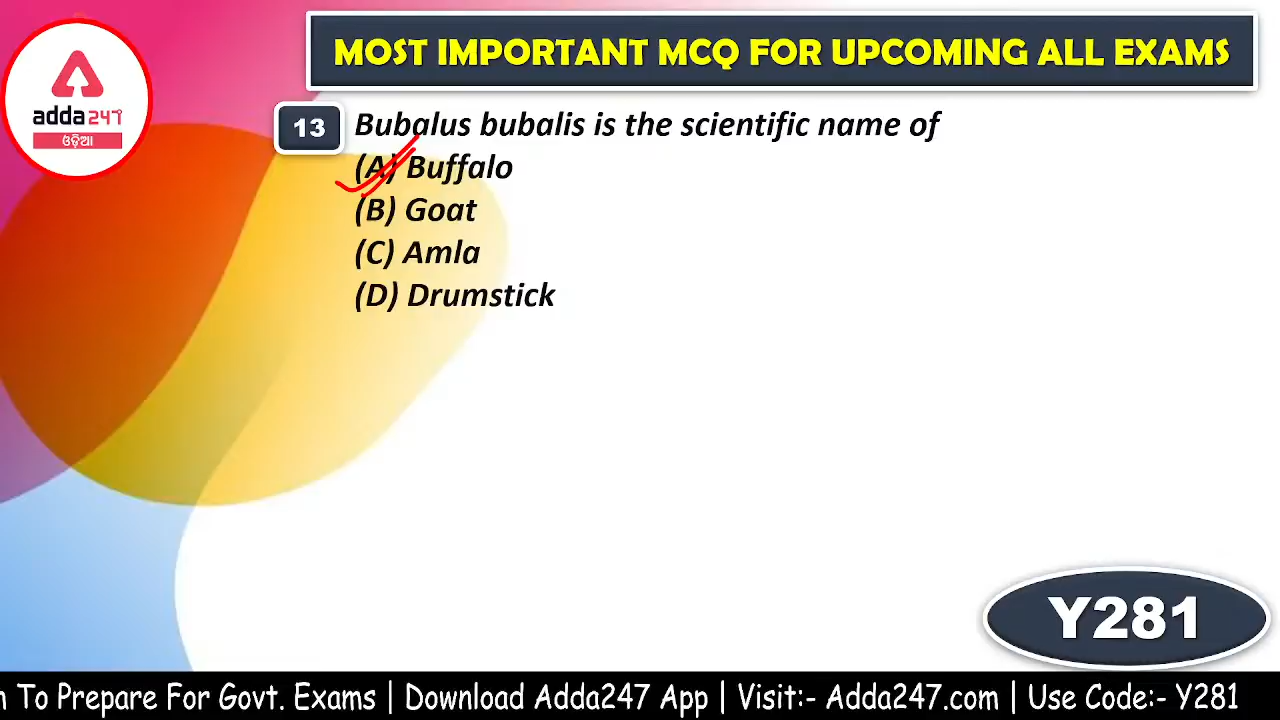 MOST IMPORTANT MCQ FOR UPCOMING ALL EXAMS
adda247
ଓଡ଼ିଆ
13 Bubalus bubalis is the scientific name of
(A) Buffalo
(B) Goat
(C) Amla
(D) Drumstick
Y281
To Prepare For Govt. Exams | Download Adda247 App | Visit:- Adda247.com | Use Code:- Y281